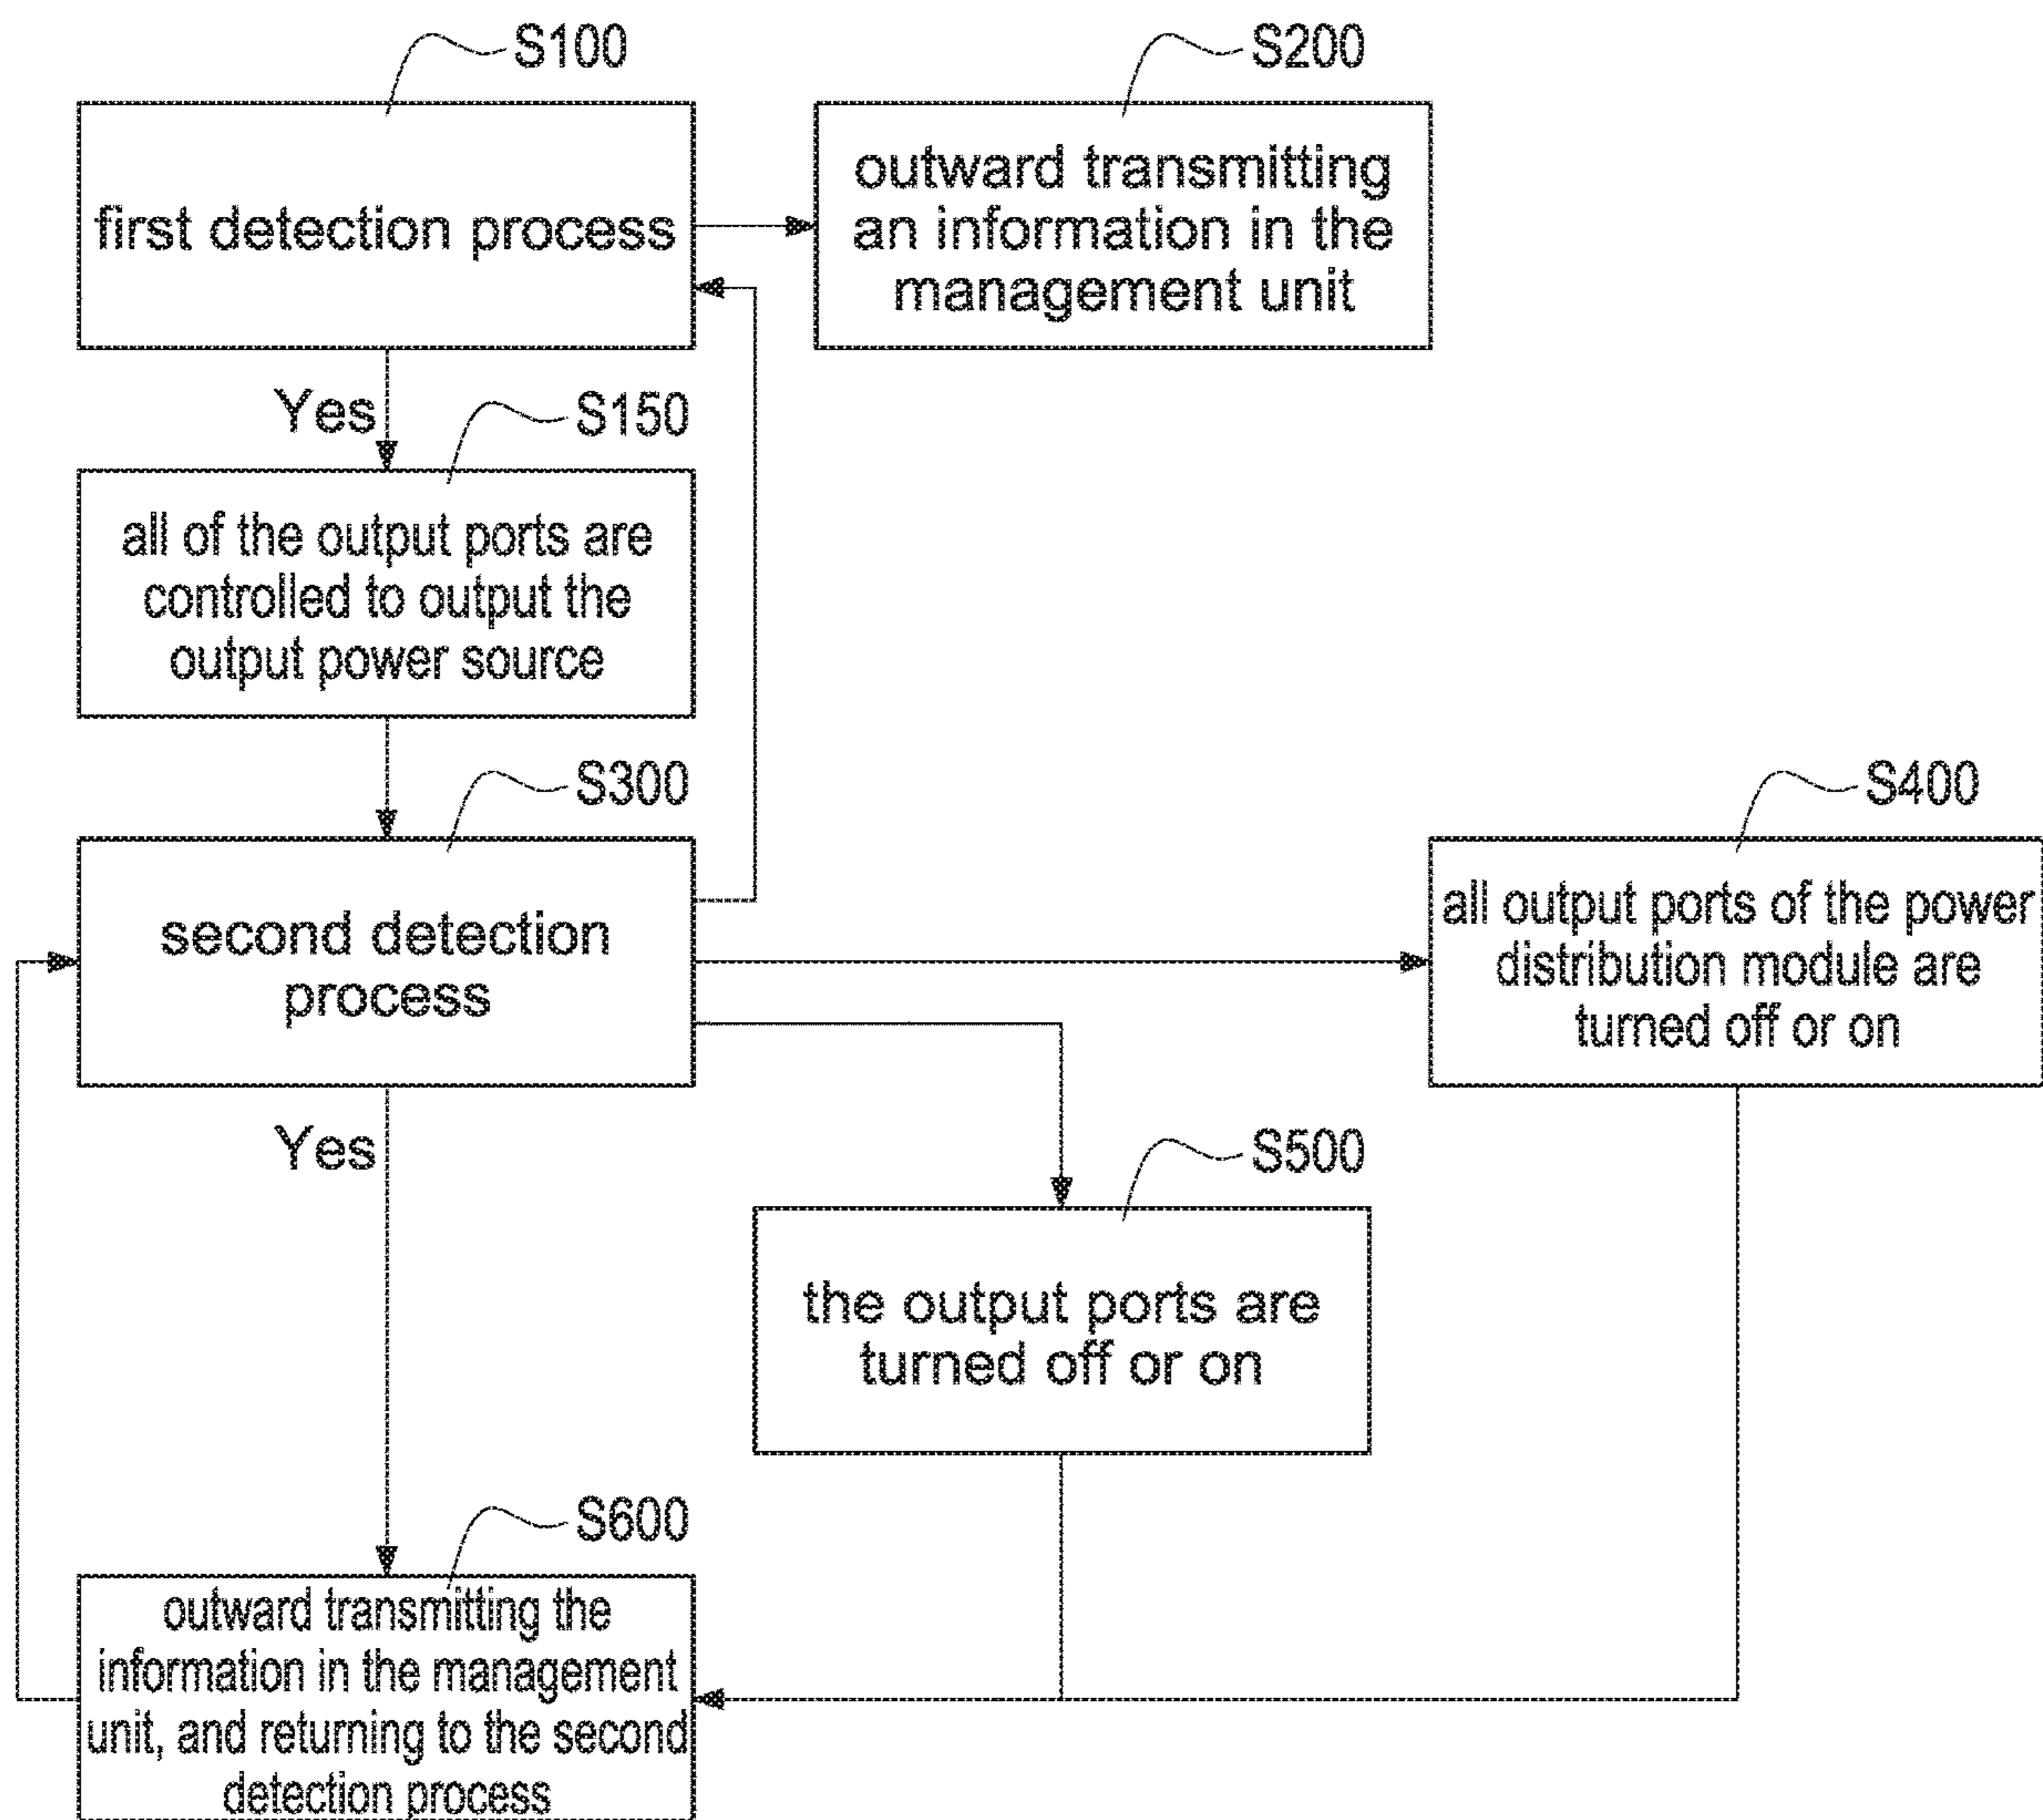 S100
first detection process
S200
outward transmitting
an information in the
management unit
Yes
S150
all of the output ports are
controlled to output the
output power source
S300
second detection
process
S400
all output ports of the power
distribution module are
turned off or on
Yes
S500
the output ports are
turned off or on
S600
outward transmitting the
information in the management
unit, and returning to the second
detection process